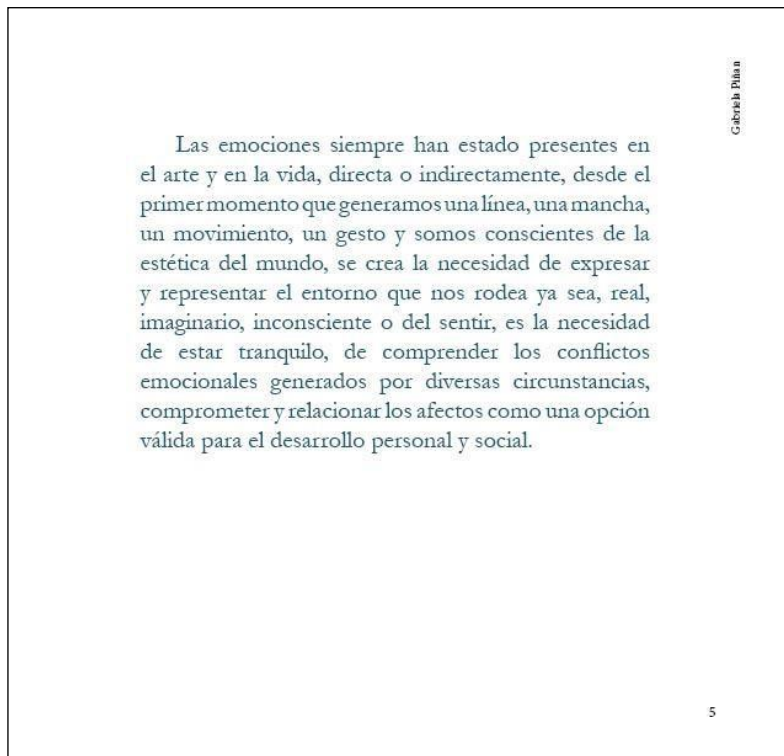 Gabriela Piñan
Las emociones siempre han estado presentes en
el arte y en la vida, directa o indirectamente, desde el
primer momento que generamos una línea, una mancha,
un movimiento, un gesto y somos conscientes de la
estética del mundo, se crea la necesidad de expresar
y representar el entorno que nos rodea ya sea, real,
imaginario, inconsciente o del sentir, es la necesidad
de estar tranquilo, de comprender los conflictos
emocionales generados por diversas circunstancias,
comprometer y relacionar los afectos como una opción
válida para el desarrollo personal y social.
5